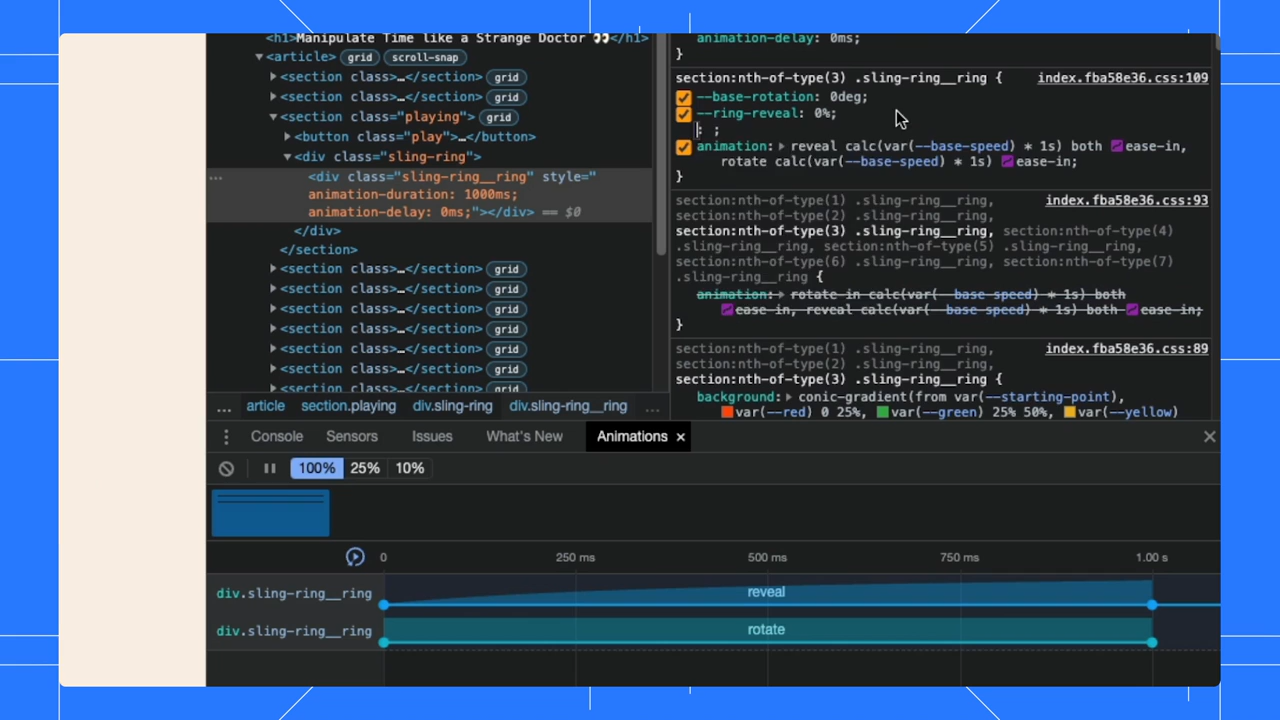 <h1>Manipulate Time like a Strange Doctor 👀</h1>
▼<article> grid scroll-snap
▶<section class>…</section> grid
▶<section class>…</section> grid
▼<section class="playing"> grid
▶<button class="play">…</button>
▼<div class="sling-ring">
… <div class="sling-ring__ring" style="
animation-duration: 1000ms;
animation-delay: 0ms;"></div> == $0
</div>
</section>
▶<section class>…</section> grid
▶<section class>…</section> grid
▶<section class>…</section> grid
▶<section class>…</section> grid
▶<section class>…</section> grid
▶<section class>…</section> grid
▶<section class>…</section> grid
… article section.playing div.sling-ring div.sling-ring__ring …
animation-delay: 0ms;
}
section:nth-of-type(3) .sling-ring__ring { index.fba58e36.css:109
--base-rotation: 0deg;
--ring-reveal: 0%;
: ;
animation:▶ reveal calc(var(--base-speed) * 1s) both ease-in,
rotate calc(var(--base-speed) * 1s) ease-in;
}
section:nth-of-type(1) .sling-ring__ring, index.fba58e36.css:93
section:nth-of-type(2) .sling-ring__ring,
section:nth-of-type(3) .sling-ring__ring, section:nth-of-type(4)
.sling-ring__ring, section:nth-of-type(5) .sling-ring__ring,
section:nth-of-type(6) .sling-ring__ring, section:nth-of-type(7)
.sling-ring__ring {
animation:▶ rotate-in calc(var(--base-speed) * 1s) both
ease-in, reveal calc(var(--base-speed) * 1s) both ease-in;
}
section:nth-of-type(1) .sling-ring__ring, index.fba58e36.css:89
section:nth-of-type(2) .sling-ring__ring,
section:nth-of-type(3) .sling-ring__ring {
background:▶ conic-gradient(from var(--starting-point),
var(--red) 0 25%, var(--green) 25% 50%, var(--yellow)
Console Sensors Issues What's New Animations ×
100% 25% 10%
0 250 ms 500 ms 750 ms 1.00 s
div.sling-ring__ring reveal
div.sling-ring__ring rotate